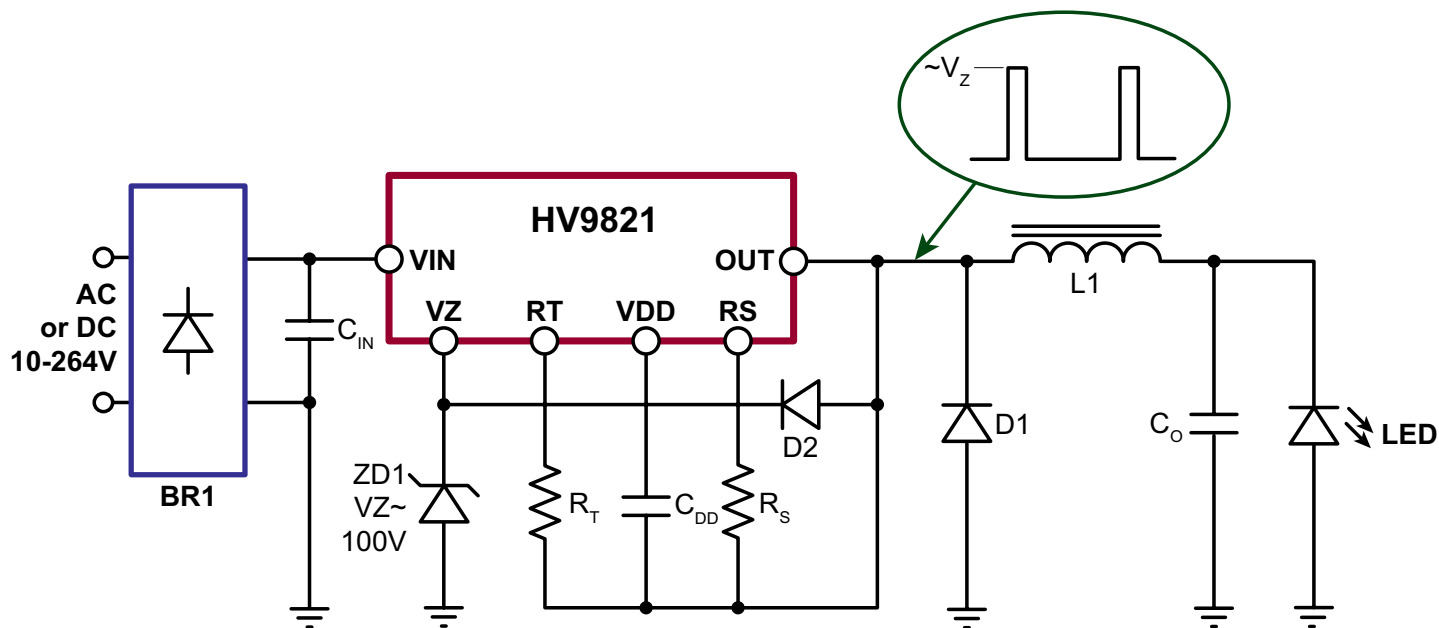 ~VZ
HV9821
VIN
OUT
VZ
RT
VDD
RS
AC
or DC
10-264V
CIN
BR1
ZD1
VZ~
100V
RT
CDD
RS
D2
D1
L1
CO
LED